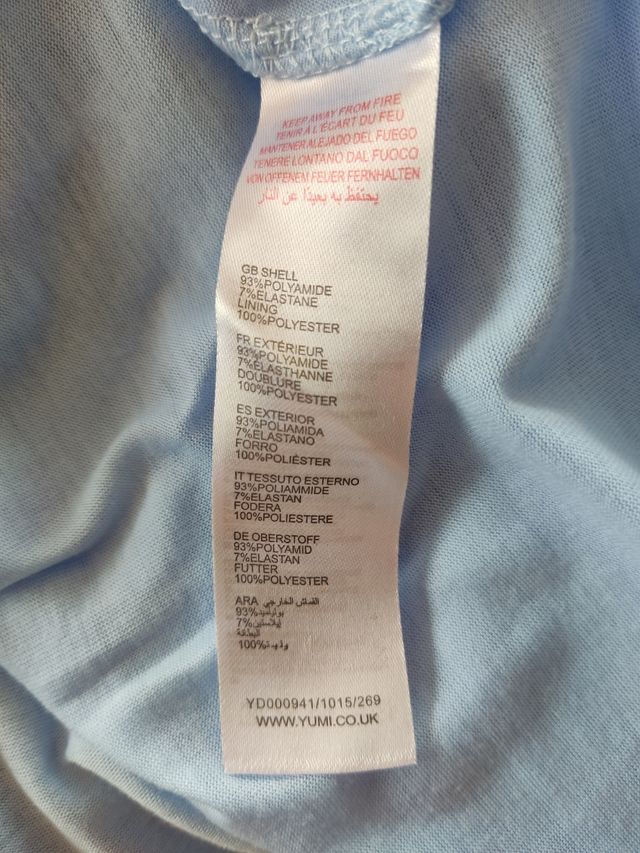 KEEP AWAY FROM FIRE
TENIR À L'ÉCART DU FEU
MANTENER ALEJADO DEL FUEGO
TENERE LONTANO DAL FUOCO
VON OFFENEM FEUER FERNHALTEN
يحتفظ به بعيدًا عن النار
GB SHELL
93%POLYAMIDE
7%ELASTANE
LINING
100%POLYESTER
FR EXTÉRIEUR
93%POLYAMIDE
7%ÉLASTHANNE
DOUBLURE
100%POLYESTER
ES EXTERIOR
93%POLIAMIDA
7%ELASTANO
FORRO
100%POLIÉSTER
IT TESSUTO ESTERNO
93%POLIAMMIDE
7%ELASTAN
FODERA
100%POLIESTERE
DE OBERSTOFF
93%POLYAMID
7%ELASTAN
FUTTER
100%POLYESTER
ARA القماش الخارجي
93%
7%إيلاستين
البطانة
100%
YD000941/1015/269
WWW.YUMI.CO.UK